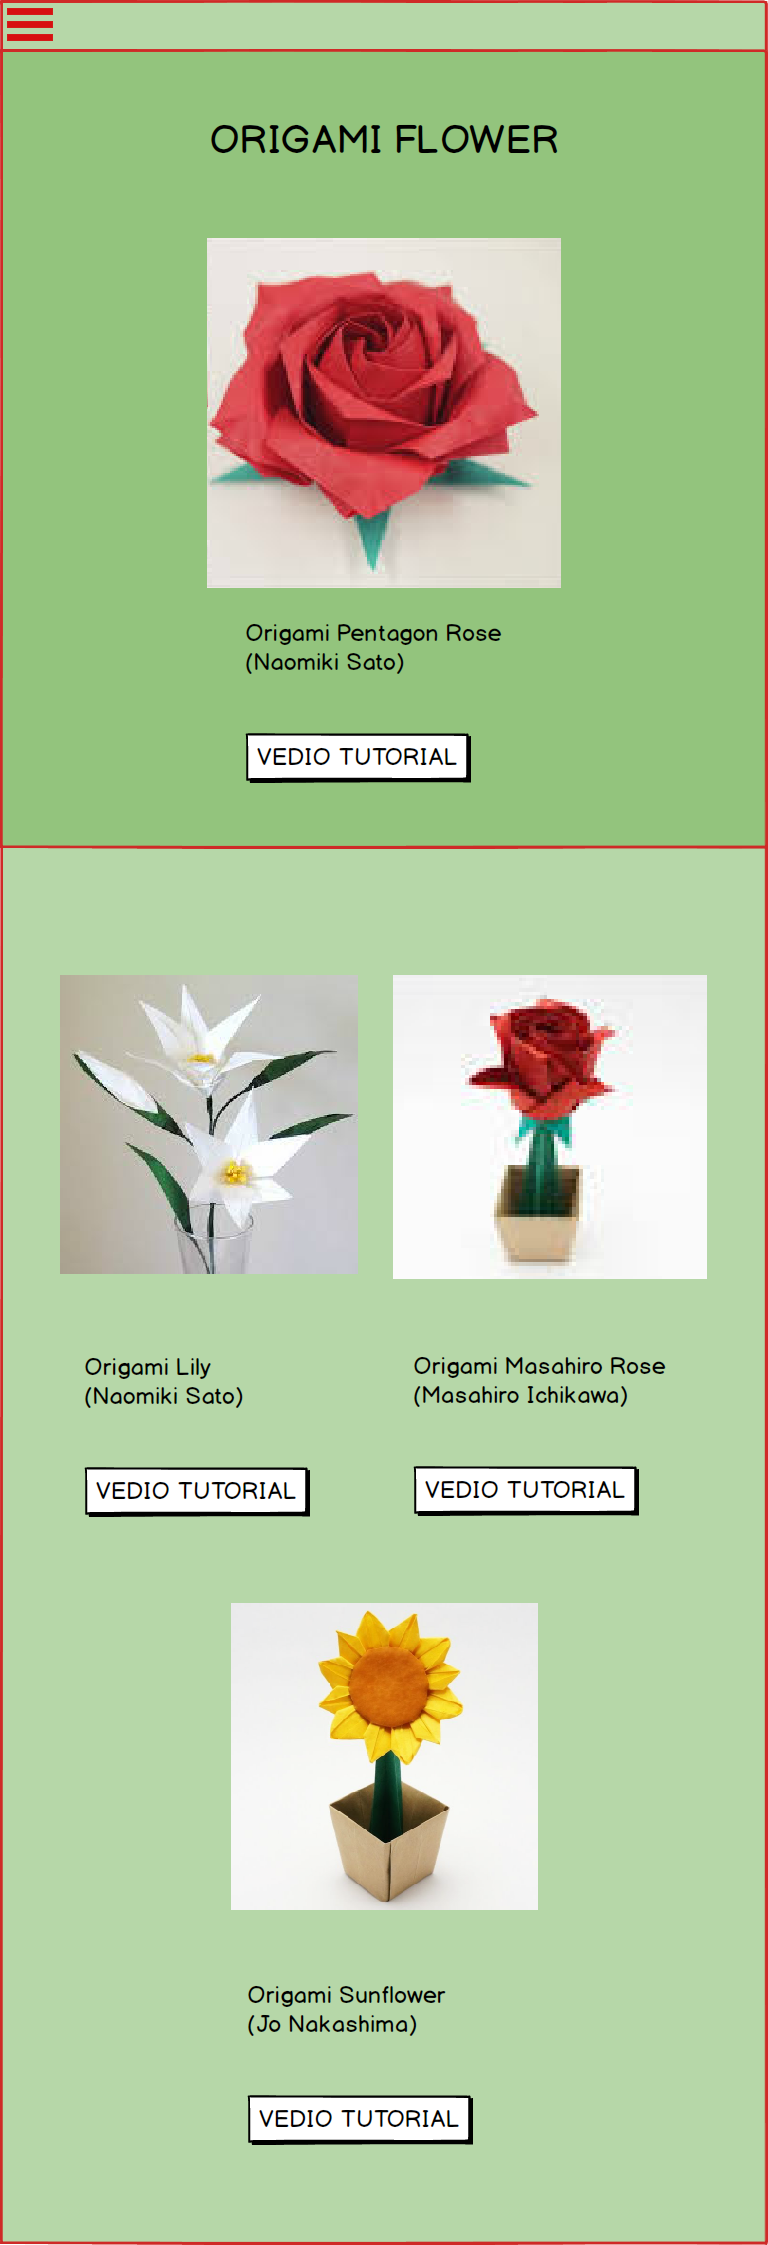 ORIGAMI FLOWER
Origami Pentagon Rose
(Naomiki Sato)
VEDIO TUTORIAL
Origami Lily
(Naomiki Sato)
VEDIO TUTORIAL
Origami Masahiro Rose
(Masahiro Ichikawa)
VEDIO TUTORIAL
Origami Sunflower
(Jo Nakashima)
VEDIO TUTORIAL